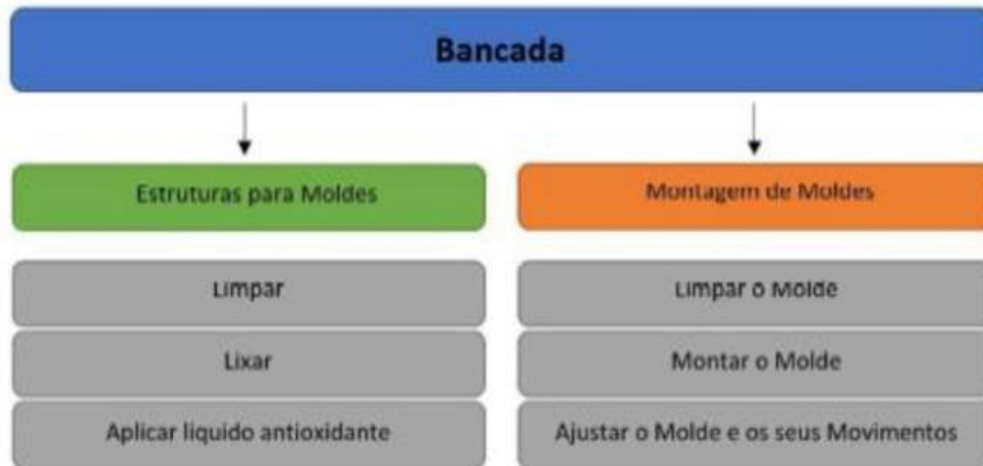 Bancada
Estruturas para Moldes
Montagem de Moldes
Limpar
Limpar o Molde
Lixar
Montar o Molde
Aplicar liquido antioxidante
Ajustar o Molde e os seus Movimentos